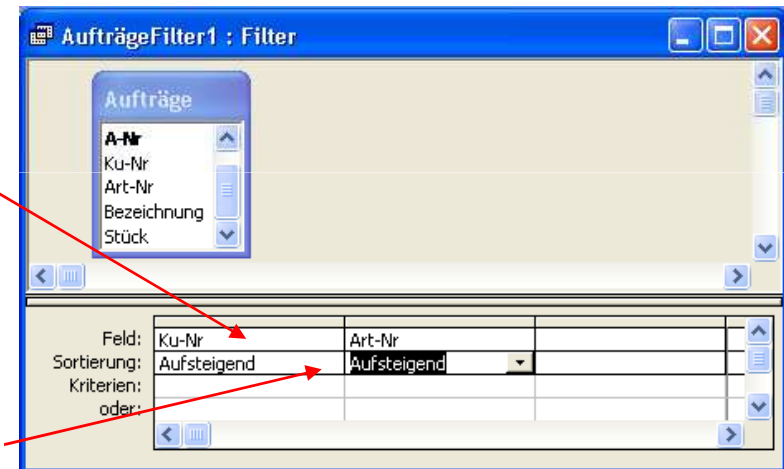 AufträgeFilter1 : Filter
Aufträge
A-Nr
Ku-Nr
Art-Nr
Bezeichnung
Stück
Feld: Ku-Nr Art-Nr
Sortierung: Aufsteigend Aufsteigend
Kriterien:
oder: